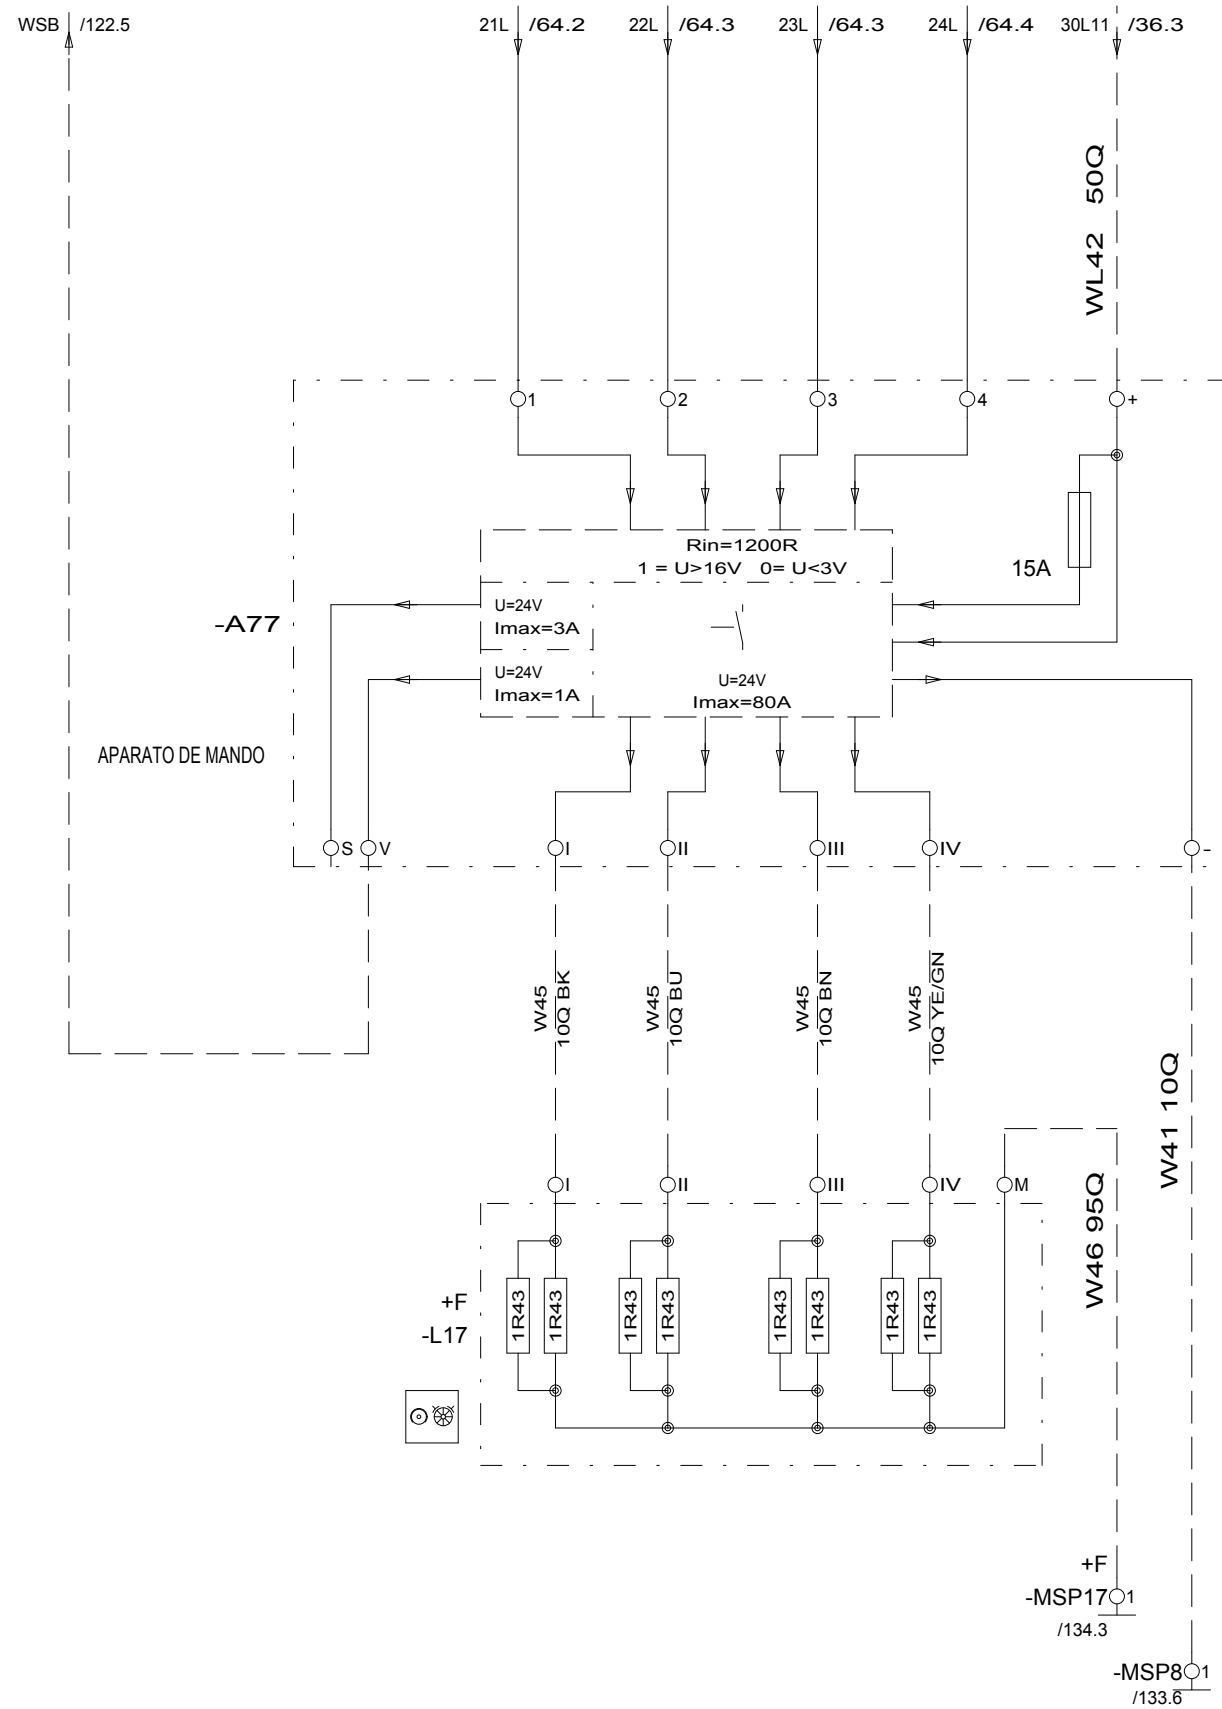 WSB /122.5 21L /64.2 22L /64.3 23L /64.3 24L /64.4 30L11 /36.3
WL42 50Q
1 2 3 4 +
Rin=1200R
1 = U>16V 0= U<3V
15A
-A77
U=24V
Imax=3A
U=24V
Imax=1A
U=24V
Imax=80A
APARATO DE MANDO
S V I II III IV -
W45
10Q BK
W45
10Q BU
W45
10Q BN
W45
10Q YE/GN
W41 10Q
I II III IV M
W46 95Q
+F
-L17
1R43 1R43 1R43 1R43 1R43 1R43 1R43 1R43
+F
-MSP17 1
/134.3
-MSP8 1
/133.6